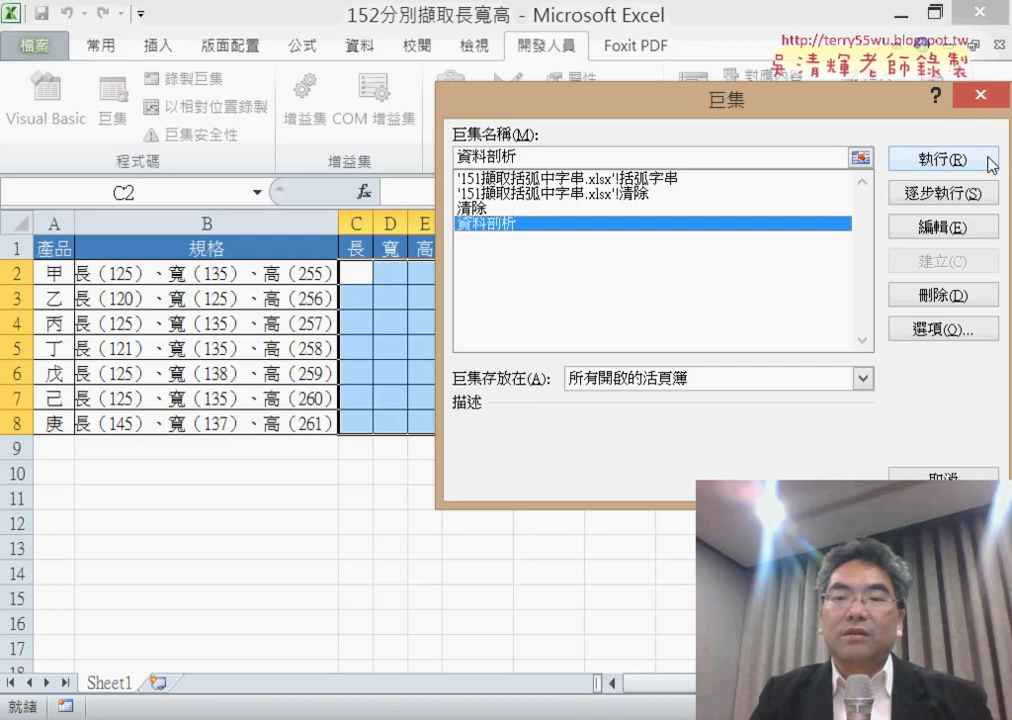 152分別擷取長寬高 - Microsoft Excel
檔案 常用 插入 版面配置 公式 資料 校閱 檢視 開發人員 Foxit PDF
http://terry55wu.blogspot.tw
吳清輝老師錄製
Visual Basic 巨集 錄製巨集
以相對位置錄製
巨集安全性
程式碼
增益集 COM 增益集
增益集
屬性
C2 fx
A B C D E
1 產品 規格 長 寬 高
2 甲 長（125）、寬（135）、高（255）
3 乙 長（120）、寬（125）、高（256）
4 丙 長（125）、寬（135）、高（257）
5 丁 長（121）、寬（135）、高（258）
6 戊 長（125）、寬（138）、高（259）
7 己 長（125）、寬（135）、高（260）
8 庚 長（145）、寬（137）、高（261）
9
10
11
12
13
14
15
16
17
18
巨集 ?
巨集名稱(M):
資料剖析
'151擷取括弧中字串.xlsx'!括弧字串
'151擷取括弧中字串.xlsx'!清除
清除
資料剖析
執行(R)
逐步執行(S)
編輯(E)
建立(C)
刪除(D)
選項(O)...
巨集存放在(A): 所有開啟的活頁簿
描述
取消
Sheet1
就緒